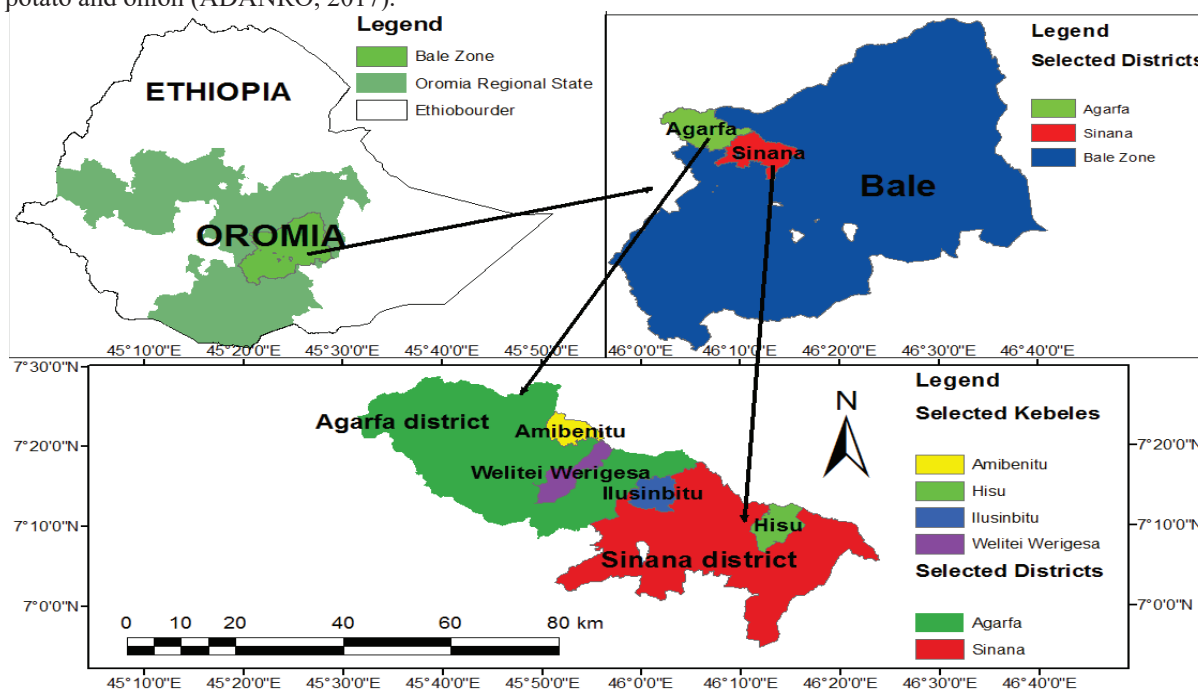 potato and onion (ADANRO, 2017).
Legend
Bale Zone
Oromia Regional State
Ethiobourder
ETHIOPIA
OROMIA
Legend
Selected Districts
Agarfa
Sinana
Bale Zone
Agarfa
Sinana
Bale
45°10'0"E 45°20'0"E 45°30'0"E 45°40'0"E 45°50'0"E 46°0'0"E 46°10'0"E 46°20'0"E 46°30'0"E 46°40'0"E
7°30'0"N
7°20'0"N
7°10'0"N
7°0'0"N
Agarfa district
Amibenitu
Welitei Werigesa
Ilusinbitu
Hisu
Sinana district
N
Legend
Selected Kebeles
Amibenitu
Hisu
Ilusinbitu
Welitei Werigesa
Selected Districts
Agarfa
Sinana
7°20'0"N
7°10'0"N
7°0'0"N
0 10 20 40 60 80 km
45°10'0"E 45°20'0"E 45°30'0"E 45°40'0"E 45°50'0"E 46°0'0"E 46°10'0"E 46°20'0"E 46°30'0"E 46°40'0"E